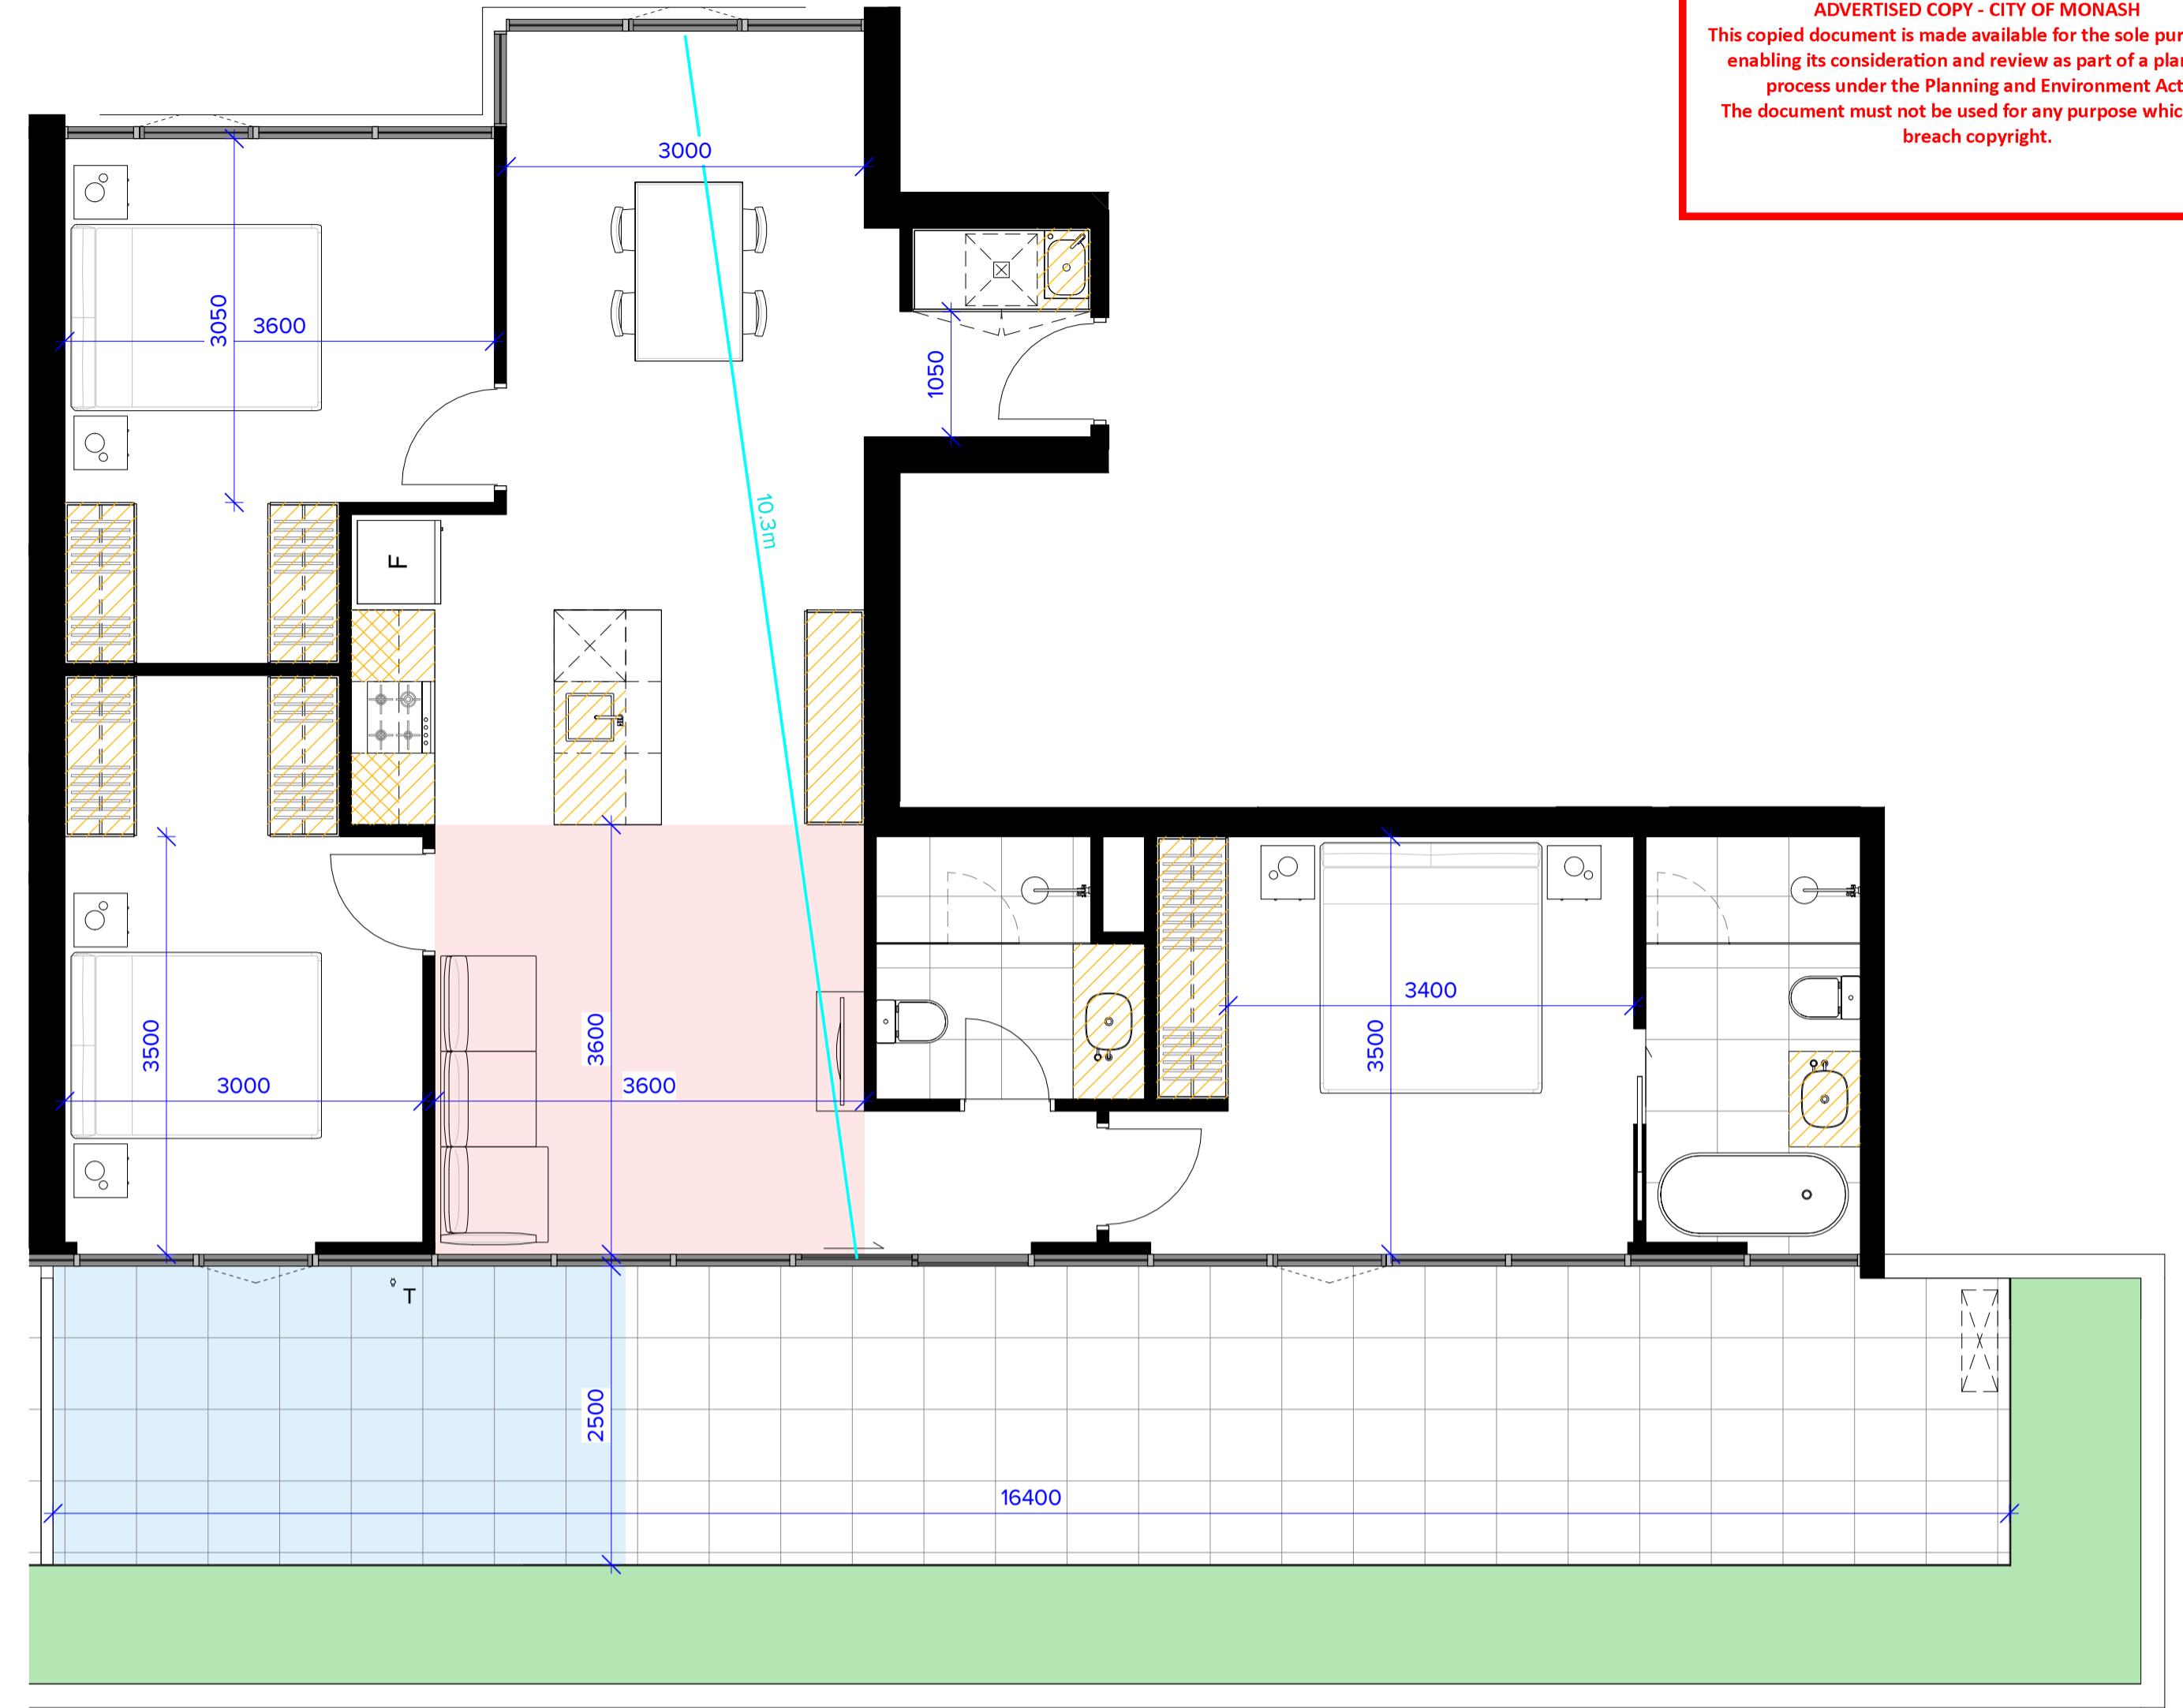 ADVERTISED COPY - CITY OF MONASH
This copied document is made available for the sole pur
enabling its consideration and review as part of a plan
process under the Planning and Environment Act
The document must not be used for any purpose whic
breach copyright.
3000
3050
3600
1050
10.3m
F
3400
3500
3500
3600
3000
3600
T
2500
16400